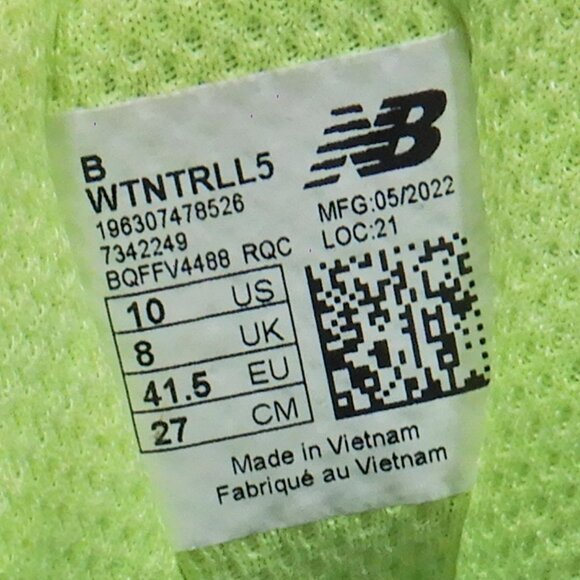 B
WTNTRLL5
196307478526
7342249
BQFFV4488 RQC
10 US
8 UK
41.5 EU
27 CM
NB
MFG:05/2022
LOC:21
Made in Vietnam
Fabriqué au Vietnam